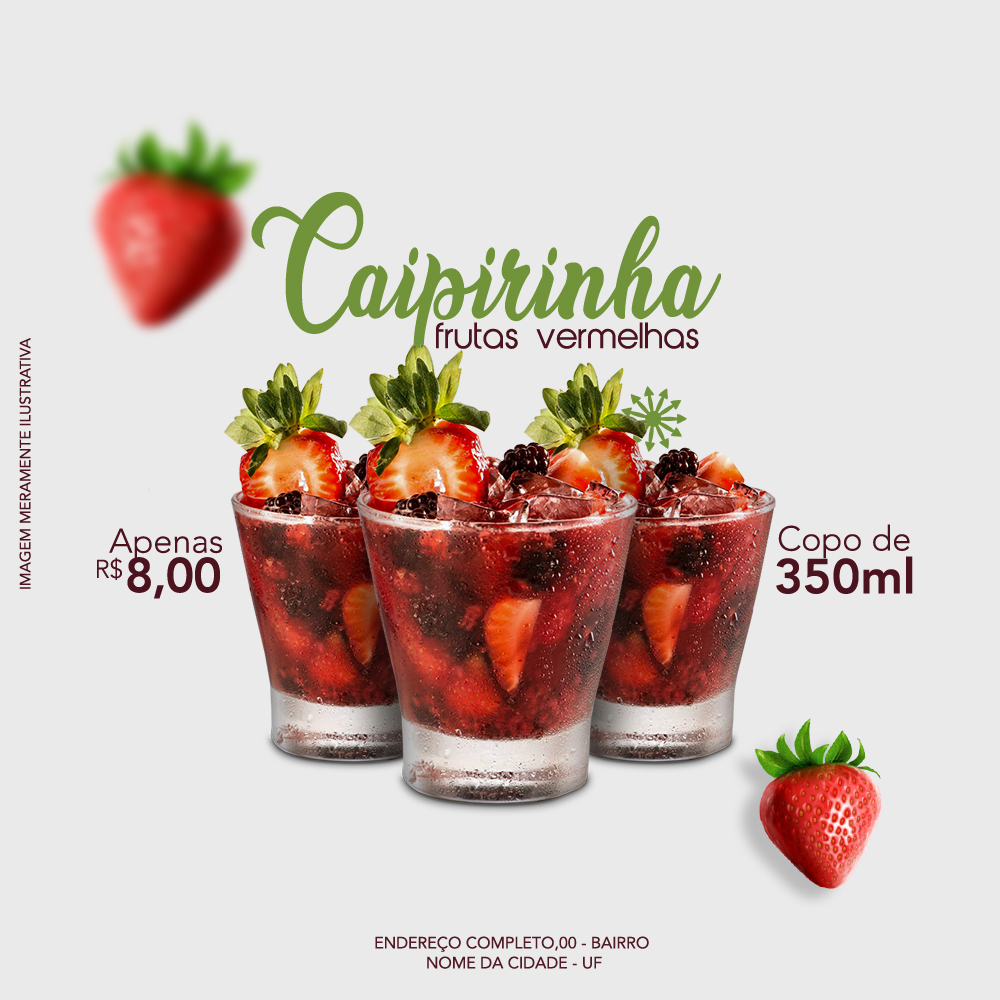 Caipirinha
frutas vermelhas
IMAGEM MERAMENTE ILUSTRATIVA
Apenas
R$ 8,00
Copo de
350ml
ENDEREÇO COMPLETO,00 - BAIRRO
NOME DA CIDADE - UF